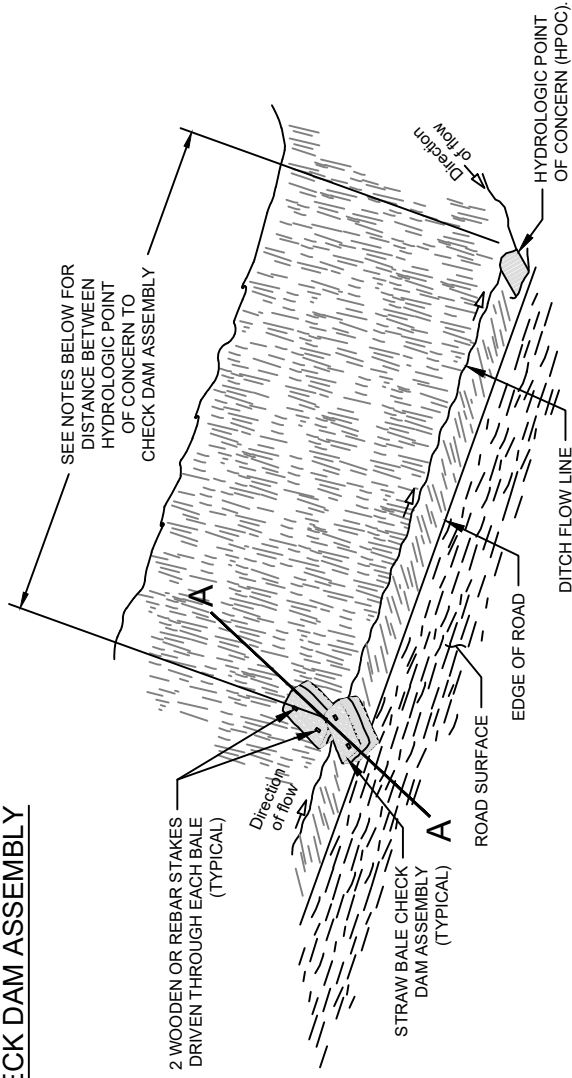 ECK DAM ASSEMBLY
SEE NOTES BELOW FOR
DISTANCE BETWEEN
HYDROLOGIC POINT
OF CONCERN TO
CHECK DAM ASSEMBLY
2 WOODEN OR REBAR STAKES
DRIVEN THROUGH EACH BALE
(TYPICAL)
Direction
of flow
A
A
Direction
of flow
STRAW BALE CHECK
DAM ASSEMBLY
(TYPICAL)
ROAD SURFACE
EDGE OF ROAD
DITCH FLOW LINE
HYDROLOGIC POINT
OF CONCERN (HPOC).